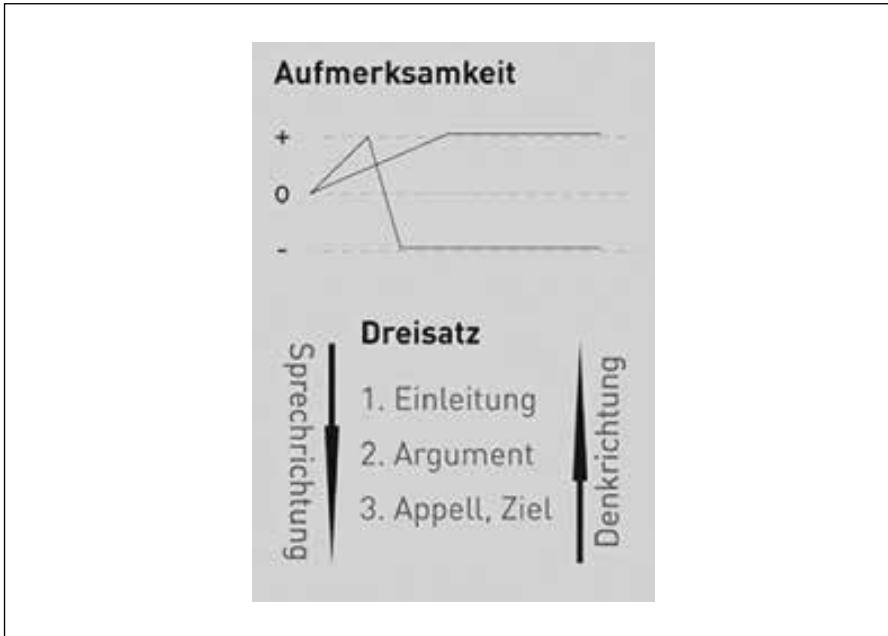 Aufmerksamkeit
+
0
-
Dreisatz
Sprechrichtung
1. Einleitung
2. Argument
3. Appell, Ziel
Denkrichtung